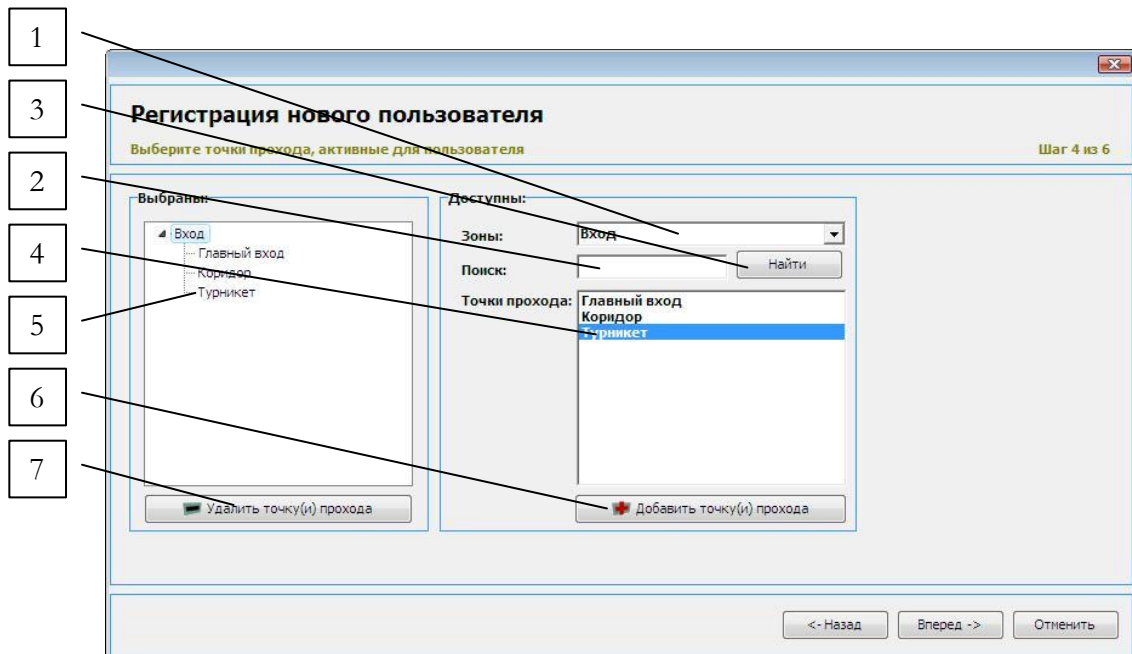 1
3
2
4
5
6
7
Регистрация нового пользователя
Выберите точки прохода, активные для пользователя
Шаг 4 из 6
Выбраны:
Вход
Главный вход
Коридор
Турникет
Удалить точку(и) прохода
Доступны:
Зоны: Вход
Поиск: Найти
Точки прохода: Главный вход
Коридор
Турникет
Добавить точку(и) прохода
<- Назад Вперед -> Отменить